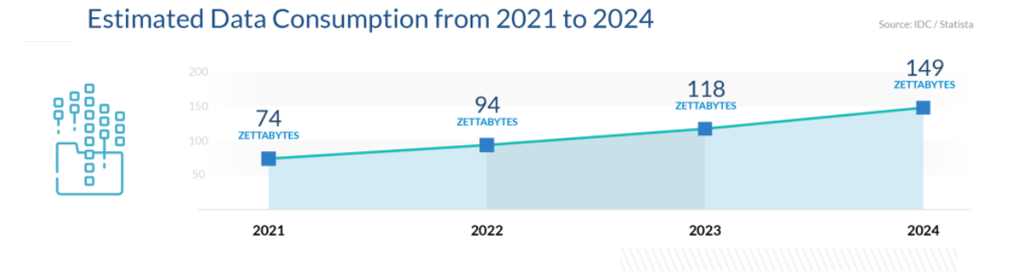 Estimated Data Consumption from 2021 to 2024
Source: IDC / Statista
200
150
100
50
74
ZETTABYTES
94
ZETTABYTES
118
ZETTABYTES
149
ZETTABYTES
2021 2022 2023 2024